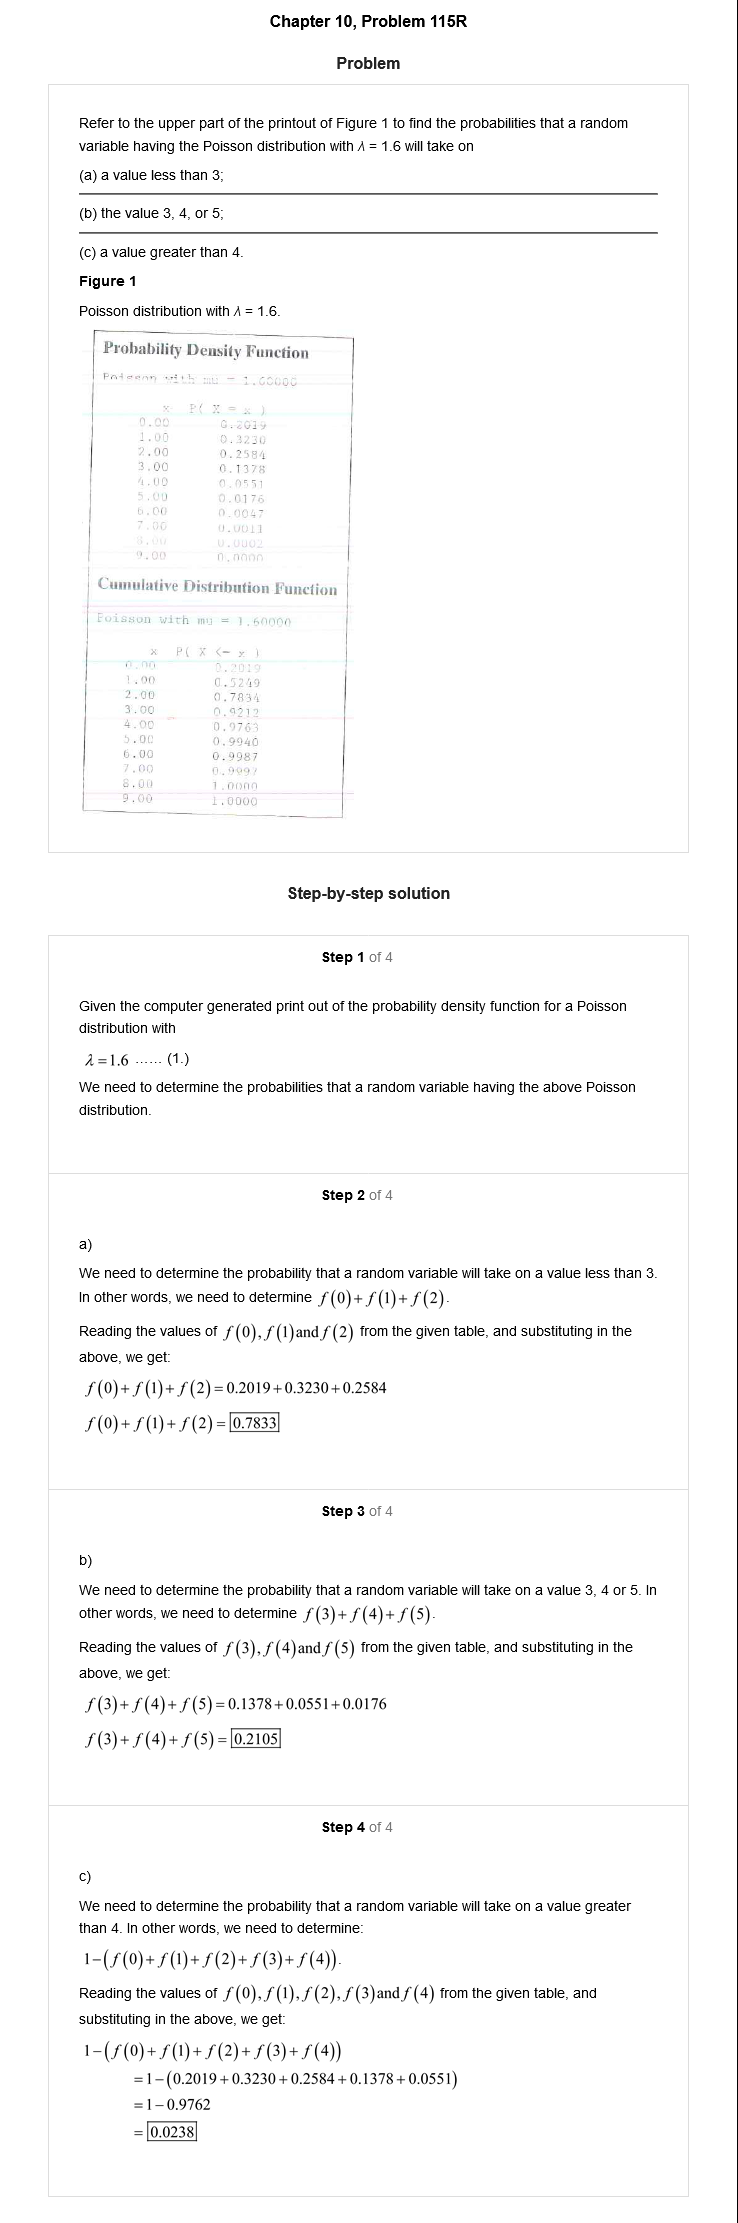 Chapter 10, Problem 115R
Problem
Refer to the upper part of the printout of Figure 1 to find the probabilities that a random
variable having the Poisson distribution with λ = 1.6 will take on
(a) a value less than 3;
(b) the value 3, 4, or 5;
(c) a value greater than 4.
Figure 1
Poisson distribution with λ = 1.6.
Probability Density Function
Poisson with mu = 1.60000
x P( X = x )
0.00 0.2019
1.00 0.3230
2.00 0.2584
3.00 0.1378
4.00 0.0551
5.00 0.0176
6.00 0.0047
7.00 0.0011
8.00 0.0002
9.00 0.0000
Cumulative Distribution Function
Poisson with mu = 1.60000
x P( X <= x )
0.00 0.2019
1.00 0.5249
2.00 0.7834
3.00 0.9212
4.00 0.9763
5.00 0.9940
6.00 0.9987
7.00 0.9997
8.00 1.0000
9.00 1.0000
Step-by-step solution
Step 1 of 4
Given the computer generated print out of the probability density function for a Poisson
distribution with
λ=1.6 ...... (1.)
We need to determine the probabilities that a random variable having the above Poisson
distribution.
Step 2 of 4
a)
We need to determine the probability that a random variable will take on a value less than 3.
In other words, we need to determine f(0)+f(1)+f(2).
Reading the values of f(0), f(1)and f(2) from the given table, and substituting in the
above, we get:
f(0)+f(1)+f(2)=0.2019+0.3230+0.2584
f(0)+f(1)+f(2)=0.7833
Step 3 of 4
b)
We need to determine the probability that a random variable will take on a value 3, 4 or 5. In
other words, we need to determine f(3)+f(4)+f(5).
Reading the values of f(3), f(4)and f(5) from the given table, and substituting in the
above, we get:
f(3)+f(4)+f(5)=0.1378+0.0551+0.0176
f(3)+f(4)+f(5)=0.2105
Step 4 of 4
c)
We need to determine the probability that a random variable will take on a value greater
than 4. In other words, we need to determine:
1-(f(0)+f(1)+f(2)+f(3)+f(4)).
Reading the values of f(0), f(1), f(2), f(3)and f(4) from the given table, and
substituting in the above, we get:
1-(f(0)+f(1)+f(2)+f(3)+f(4))
=1-(0.2019+0.3230+0.2584+0.1378+0.0551)
=1-0.9762
=0.0238